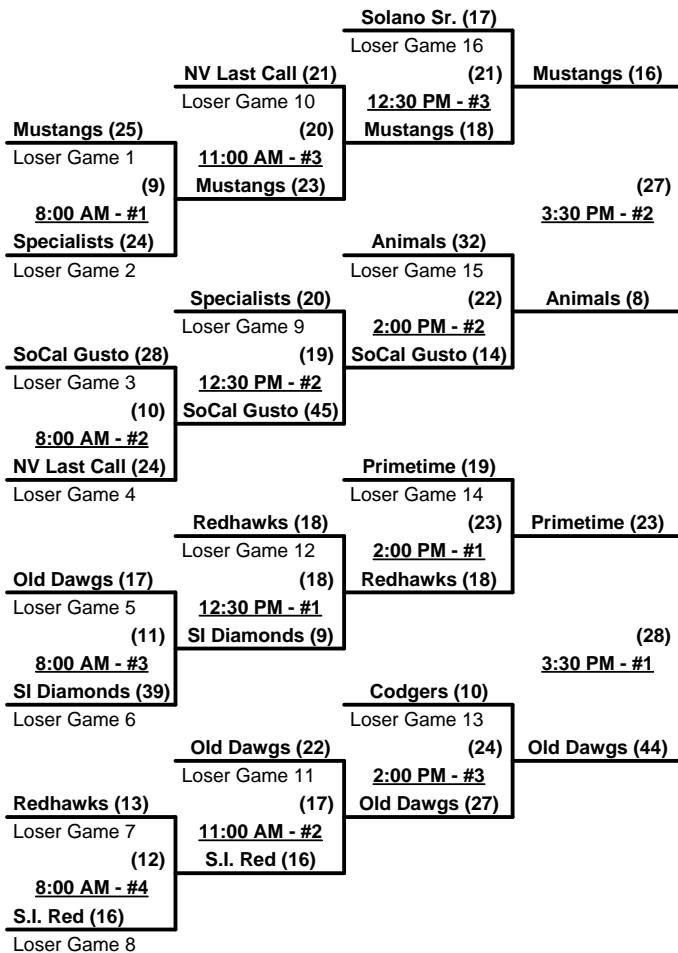 Solano Sr. (17)
Loser Game 16
NV Last Call (21)
(21)
Mustangs (16)
Loser Game 10
12:30 PM - #3
Mustangs (25)
(20)
Mustangs (18)
Loser Game 1
11:00 AM - #3
(9)
Mustangs (23)
(27)
8:00 AM - #1
3:30 PM - #2
Specialists (24)
Animals (32)
Loser Game 2
Loser Game 15
Specialists (20)
(22)
Animals (8)
Loser Game 9
2:00 PM - #2
SoCal Gusto (28)
(19)
SoCal Gusto (14)
Loser Game 3
12:30 PM - #2
(10)
SoCal Gusto (45)
8:00 AM - #2
NV Last Call (24)
Primetime (19)
Loser Game 4
Loser Game 14
Redhawks (18)
(23)
Primetime (23)
Loser Game 12
2:00 PM - #1
Old Dawgs (17)
(18)
Redhawks (18)
Loser Game 5
12:30 PM - #1
(11)
SI Diamonds (9)
(28)
8:00 AM - #3
3:30 PM - #1
SI Diamonds (39)
Codgers (10)
Loser Game 6
Loser Game 13
Old Dawgs (22)
(24)
Old Dawgs (44)
Loser Game 11
2:00 PM - #3
Redhawks (13)
(17)
Old Dawgs (27)
Loser Game 7
11:00 AM - #2
(12)
S.I. Red (16)
8:00 AM - #4
S.I. Red (16)
Loser Game 8